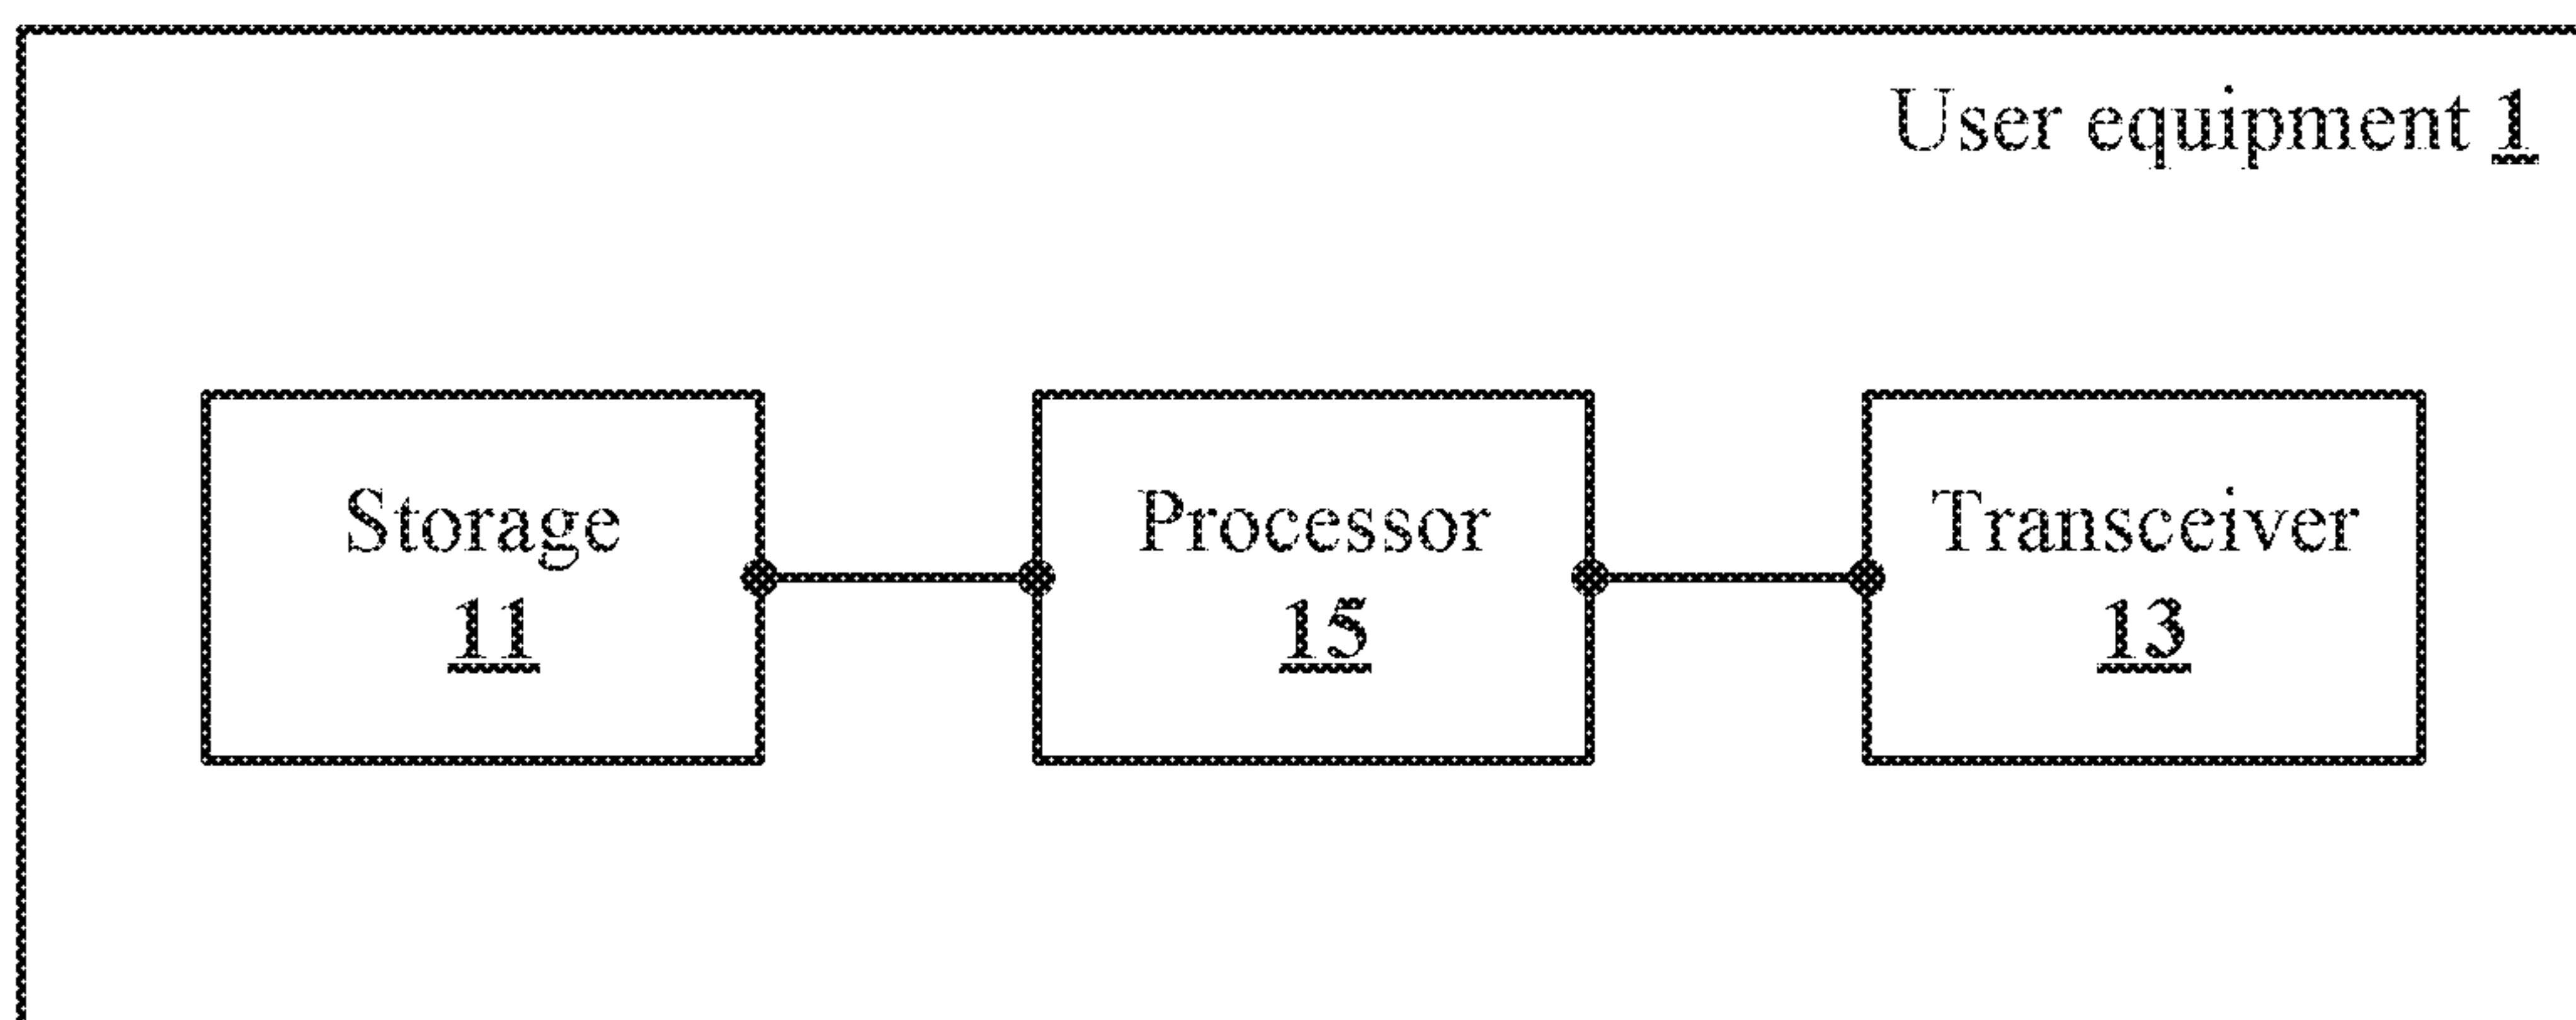 User equipment 1
Storage
11
Processor
15
Transceiver
13